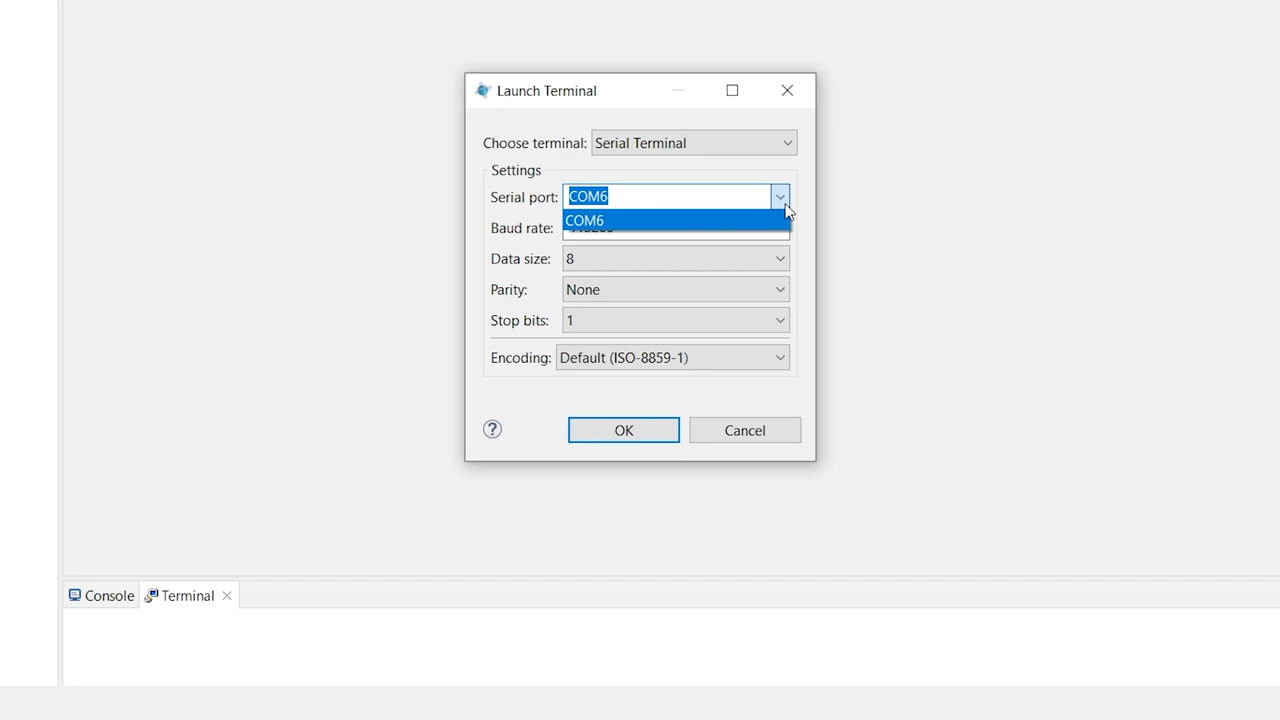 Launch Terminal
Choose terminal: Serial Terminal
Settings
Serial port: COM6
COM6
Baud rate:
Data size: 8
Parity: None
Stop bits: 1
Encoding: Default (ISO-8859-1)
OK Cancel
Console Terminal